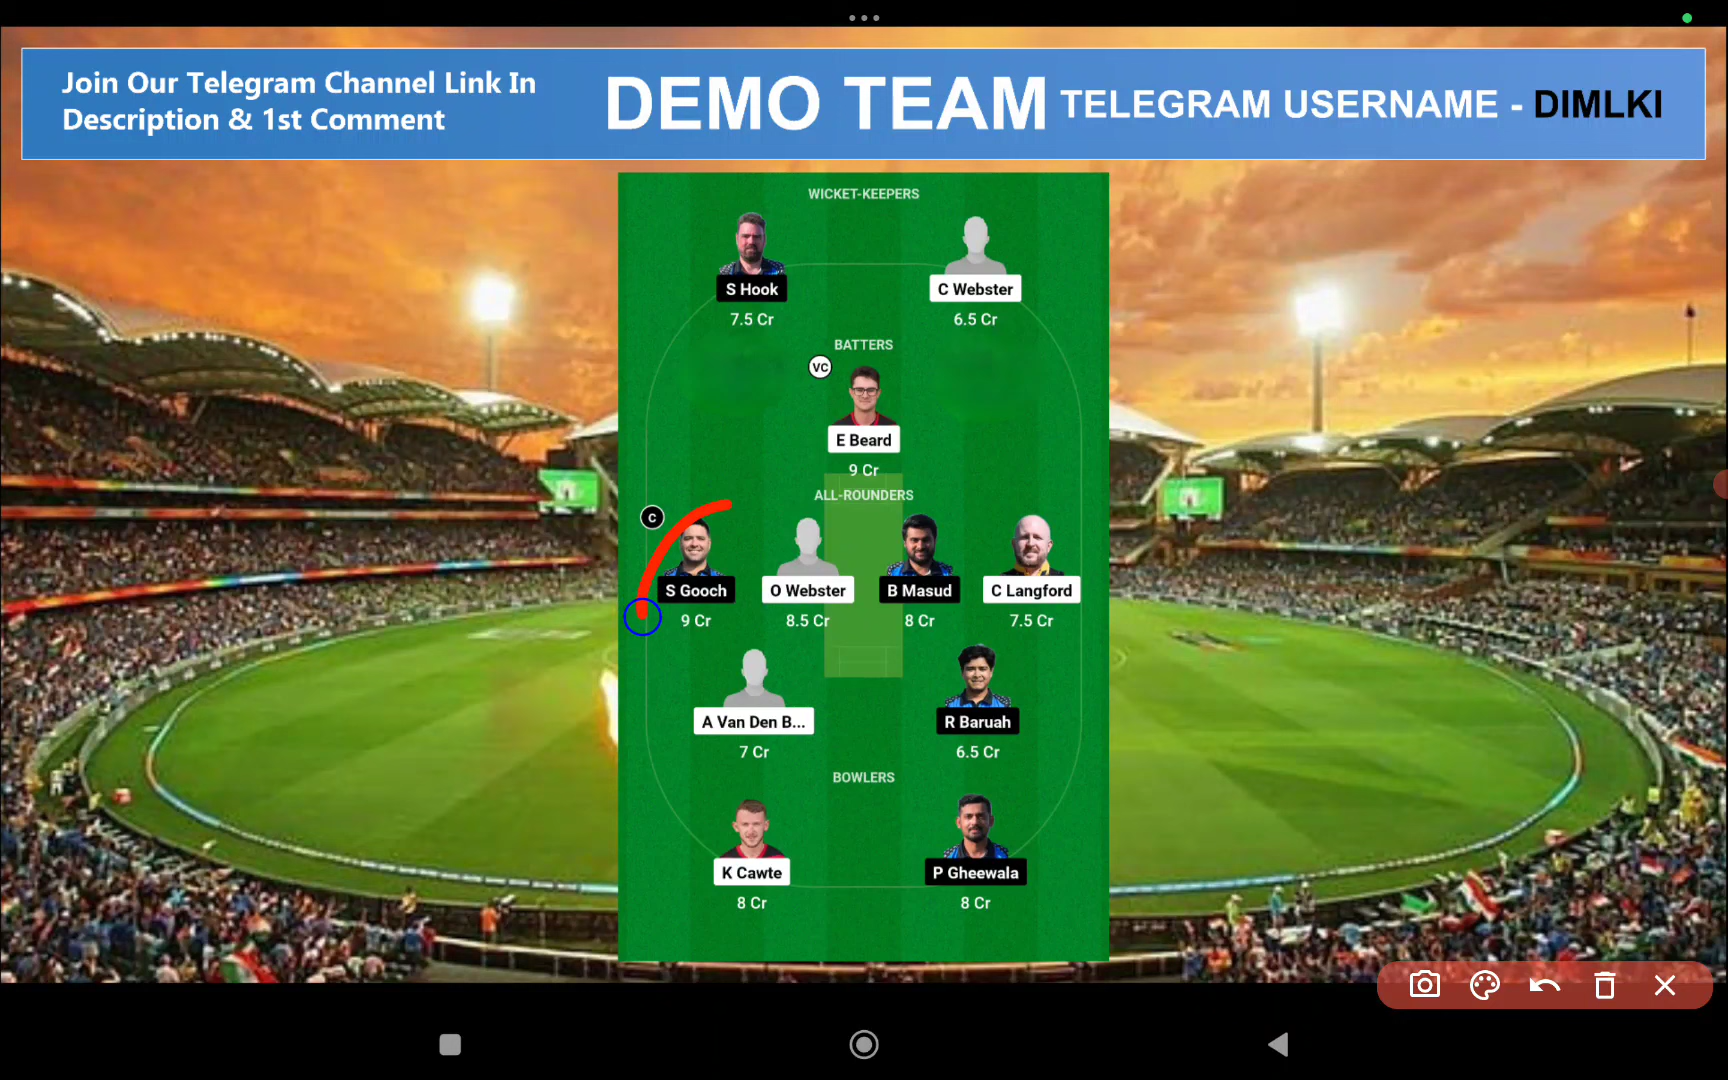 Join Our Telegram Channel Link In
Description & 1st Comment
DEMO TEAM
TELEGRAM USERNAME - DIMLKI
WICKET-KEEPERS
S Hook
C Webster
7.5 Cr
6.5 Cr
BATTERS
VC
E Beard
9 Cr
ALL-ROUNDERS
C
S Gooch
O Webster
B Masud
C Langford
9 Cr
8.5 Cr
8 Cr
7.5 Cr
A Van Den B...
R Baruah
7 Cr
6.5 Cr
BOWLERS
K Cawte
P Gheewala
8 Cr
8 Cr